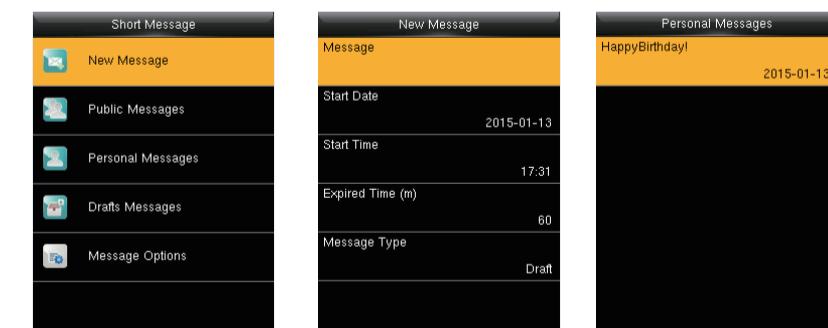 Short Message
New Message
Public Messages
Personal Messages
Drafts Messages
Message Options
New Message
Message
Start Date
2015-01-13
Start Time
17:31
Expired Time (m)
60
Message Type
Draft
Personal Messages
HappyBirthday!
2015-01-13